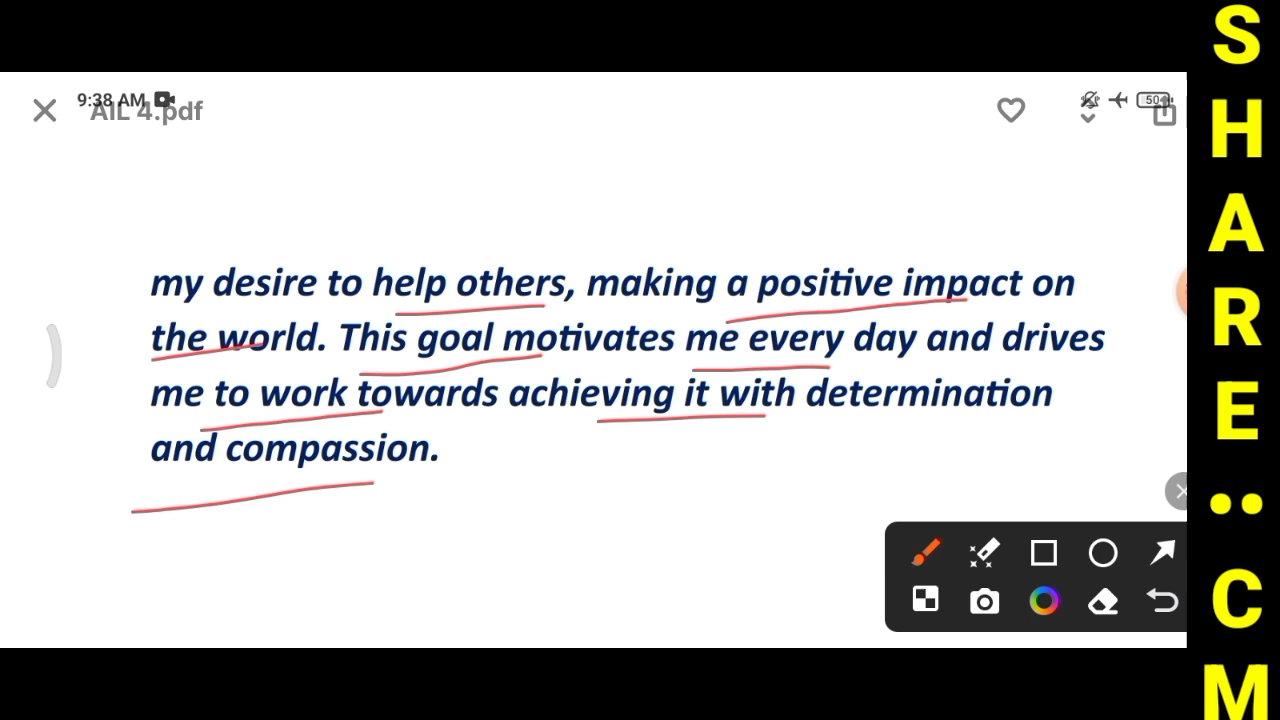 9:38 AM
AIL 4.pdf
50
my desire to help others, making a positive impact on
the world. This goal motivates me every day and drives
me to work towards achieving it with determination
and compassion.
SHARE..CM